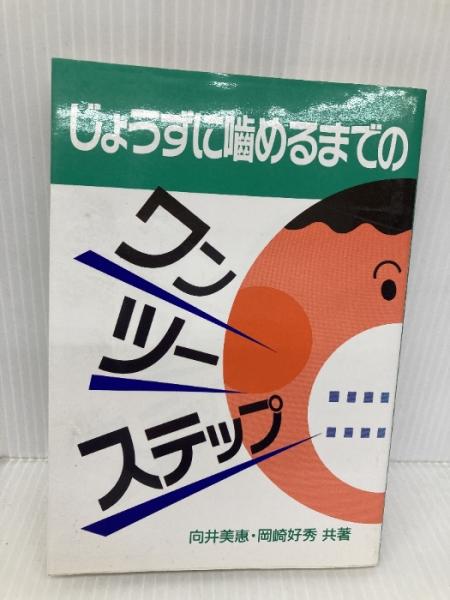 じょうずに噛めるまでの
ワン
ツー
ステップ
向井美惠・岡崎好秀 共著